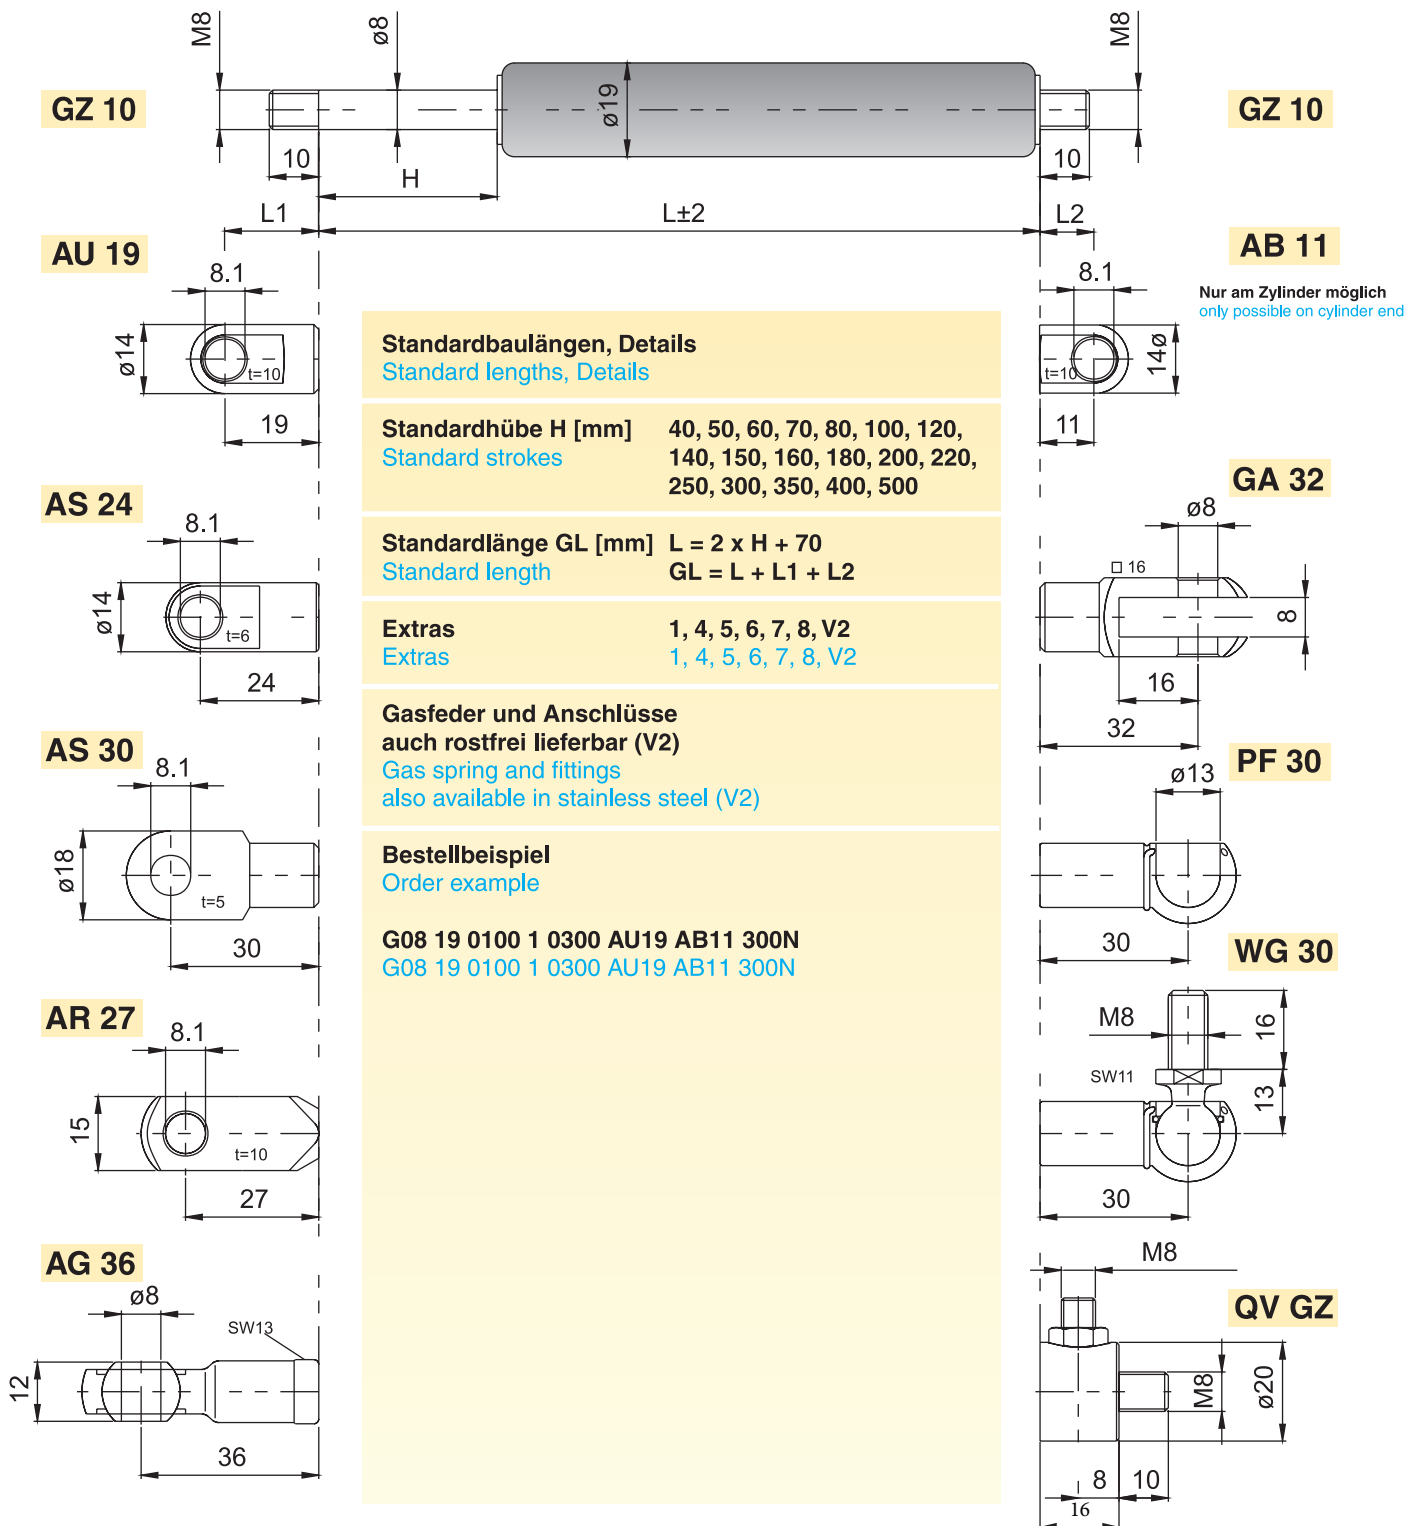 M8
ø8
M8
GZ 10
ø19
GZ 10
10
H
10
L1
L±2
L2
AU 19
AB 11
8.1
8.1
Nur am Zylinder möglich
only possible on cylinder end
ø14
t=10
t=10
14ø
19
11
Standardbaulängen, Details
Standard lengths, Details
Standardhübe H [mm] 40, 50, 60, 70, 80, 100, 120,
Standard strokes 140, 150, 160, 180, 200, 220,
250, 300, 350, 400, 500
Standardlänge GL [mm] L = 2 x H + 70
Standard length GL = L + L1 + L2
Extras 1, 4, 5, 6, 7, 8, V2
Extras 1, 4, 5, 6, 7, 8, V2
Gasfeder und Anschlüsse
auch rostfrei lieferbar (V2)
Gas spring and fittings
also available in stainless steel (V2)
Bestellbeispiel
Order example
G08 19 0100 1 0300 AU19 AB11 300N
G08 19 0100 1 0300 AU19 AB11 300N
AS 24
8.1
ø14
t=6
24
AS 30
8.1
ø18
t=5
30
AR 27
8.1
15
t=10
27
AG 36
ø8
SW13
12
36
GA 32
ø8
□ 16
8
16
32
PF 30
ø13
30
WG 30
M8
16
SW11
13
30
M8
QV GZ
M8
ø20
8
10
16